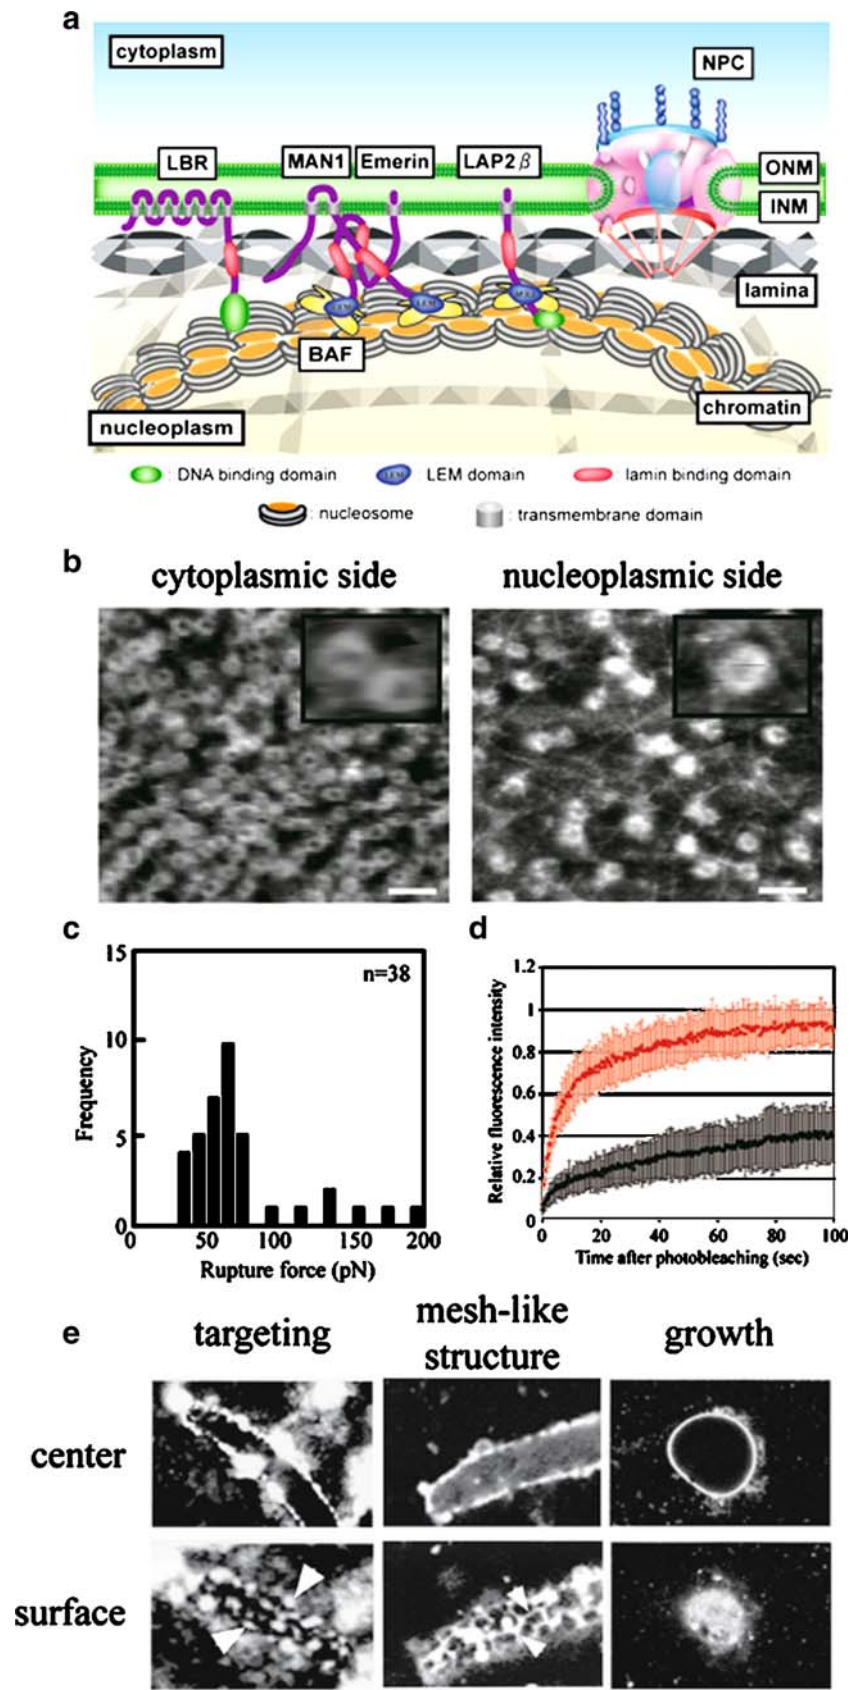 a
cytoplasm
NPC
LBR
MAN1
Emerin
LAP2β
ONM
INM
lamina
LEM
LEM
BAF
chromatin
nucleoplasm
: DNA binding domain
LEM
: LEM domain
: lamin binding domain
: nucleosome
: transmembrane domain
b
cytoplasmic side
nucleoplasmic side
c
d
15
10
5
0
n=38
Frequency
0
50
100
150
200
Rupture force (pN)
1.2
1
0.8
0.6
0.4
0.2
0
Relative fluorescence intensity
0
20
40
60
80
100
Time after photobleaching (sec)
e
targeting
mesh-like
structure
growth
center
surface